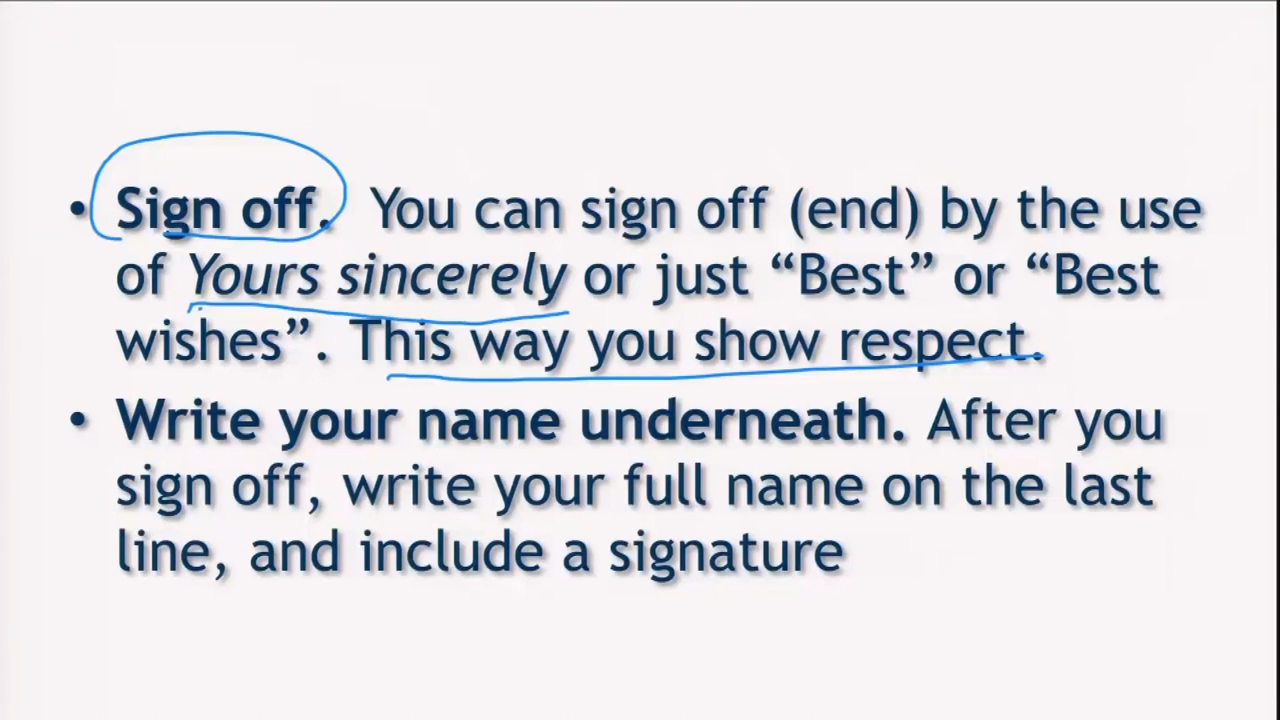 • Sign off. You can sign off (end) by the use
of Yours sincerely or just “Best” or “Best
wishes”. This way you show respect.
• Write your name underneath. After you
sign off, write your full name on the last
line, and include a signature